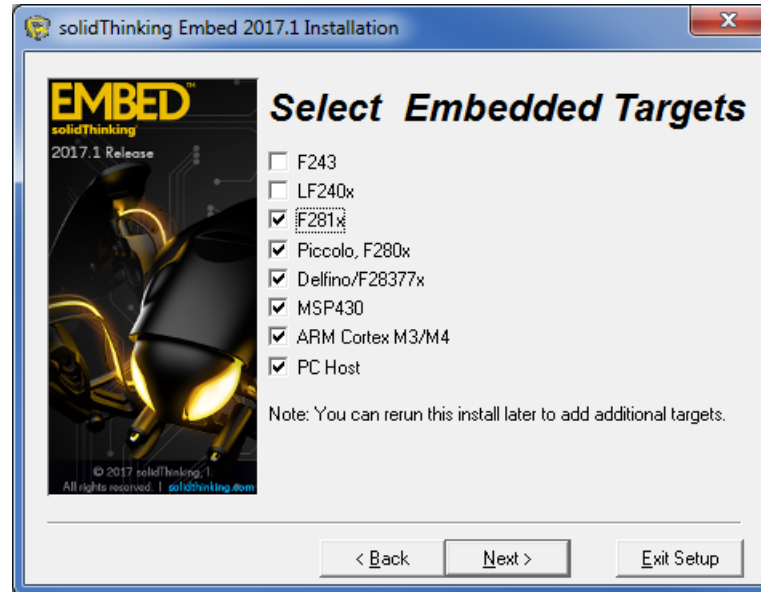 solidThinking Embed 2017.1 Installation
EMBED™
solidThinking
2017.1 Release
Select Embedded Targets
F243
LF240x
F281x
Piccolo, F280x
Delfino/F28377x
MSP430
ARM Cortex M3/M4
PC Host
Note: You can rerun this install later to add additional targets.
© 2017 solidThinking, I.
All rights reserved. | solidthinking.com
< Back
Next >
Exit Setup